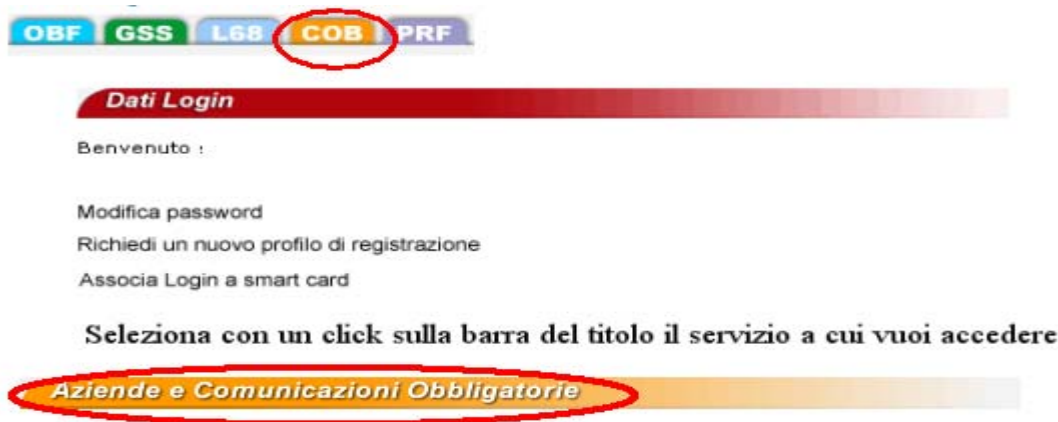 OBF GSS L68 COB PRF
Dati Login
Benvenuto :
Modifica password
Richiedi un nuovo profilo di registrazione
Associa Login a smart card
Seleziona con un click sulla barra del titolo il servizio a cui vuoi accedere
Aziende e Comunicazioni Obbligatorie